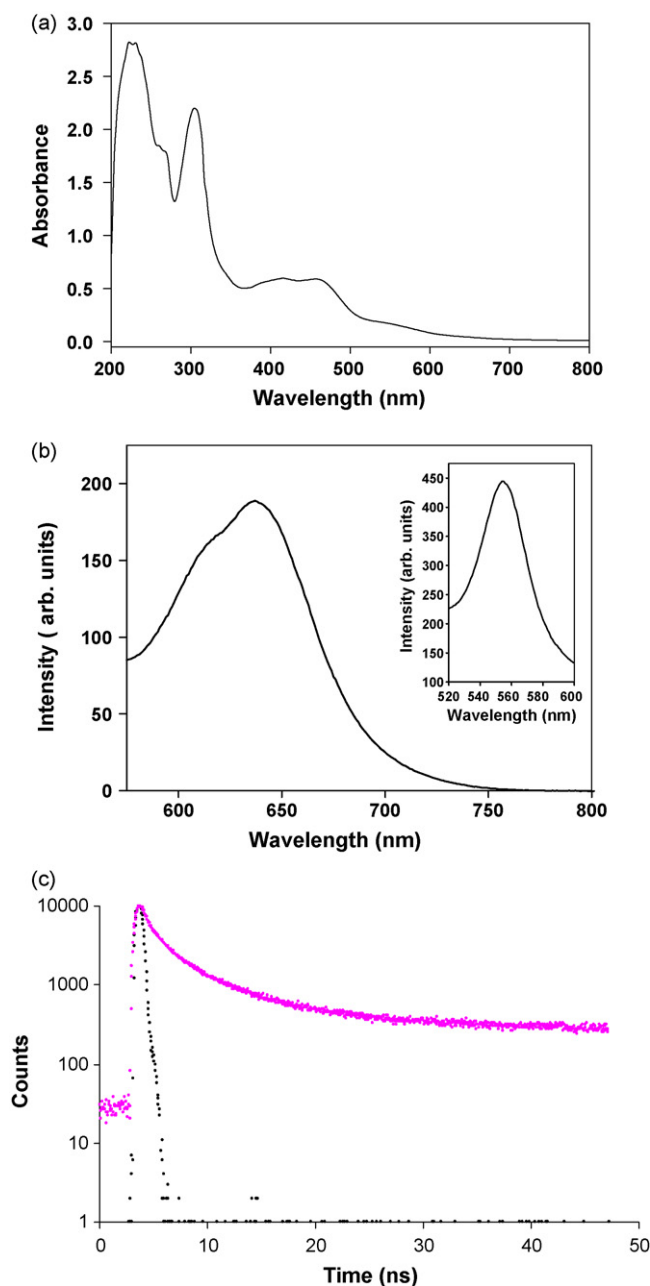 (a)
3.0
2.5
2.0
1.5
1.0
0.5
0.0
Absorbance
200 300 400 500 600 700 800
Wavelength (nm)
(b)
200
150
100
50
0
Intensity ( arb. units)
600 650 700 750 800
Wavelength (nm)
450
400
350
300
250
200
150
100
Intensity (arb. units)
520 540 560 580 600
Wavelength (nm)
(c)
10000
1000
100
10
1
Counts
0 10 20 30 40 50
Time (ns)